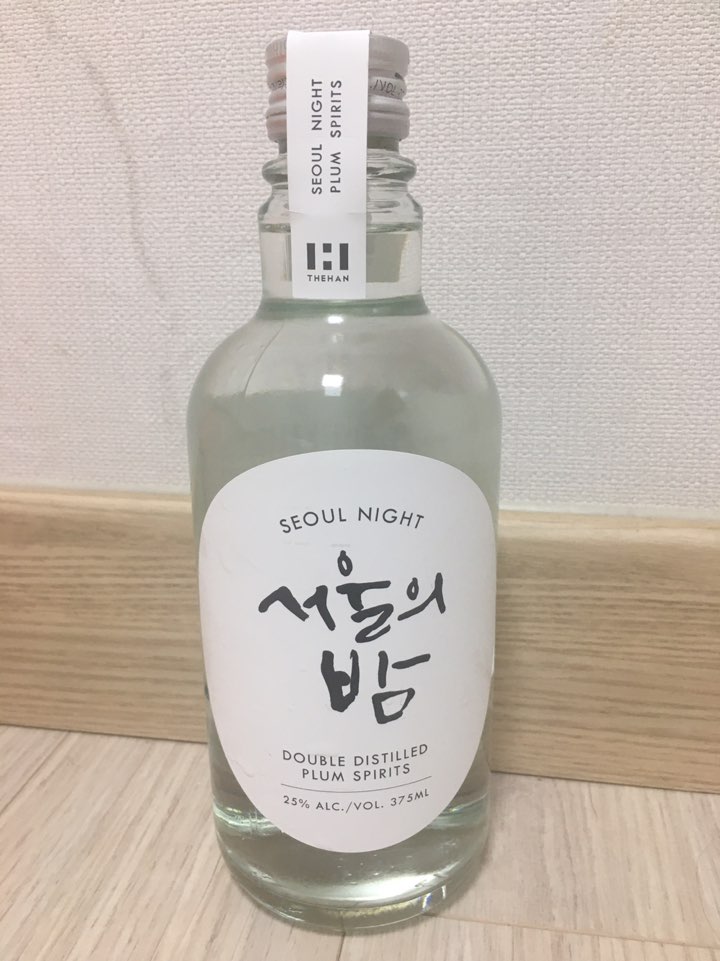 SEOUL NIGHT
PLUM SPIRITS
THEHAN
SEOUL NIGHT
서울의
밤
DOUBLE DISTILLED
PLUM SPIRITS
25% ALC./VOL. 375ML